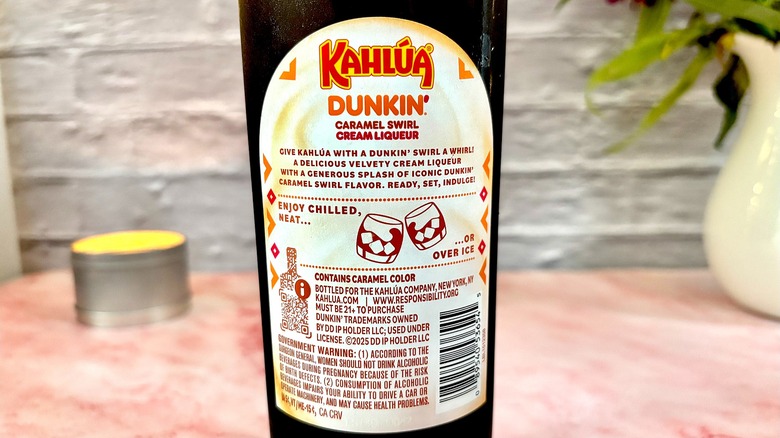 KAHLÚA
DUNKIN'
CARAMEL SWIRL
CREAM LIQUEUR
GIVE KAHLÚA WITH A DUNKIN' SWIRL A WHIRL!
A DELICIOUS VELVETY CREAM LIQUEUR
WITH A GENEROUS SPLASH OF ICONIC DUNKIN'
CARAMEL SWIRL FLAVOR. READY, SET, INDULGE!
ENJOY CHILLED,
NEAT...
...OR
OVER ICE
CONTAINS CARAMEL COLOR
BOTTLED FOR THE KAHLÚA COMPANY, NEW YORK, NY
KAHLUA.COM | WWW.RESPONSIBILITY.ORG
MUST BE 21+ TO PURCHASE
DUNKIN' TRADEMARKS OWNED
BY DD IP HOLDER LLC; USED UNDER
LICENSE. ©2025 DD IP HOLDER LLC
GOVERNMENT WARNING: (1) ACCORDING TO THE
SURGEON GENERAL, WOMEN SHOULD NOT DRINK ALCOHOLIC
BEVERAGES DURING PREGNANCY BECAUSE OF THE RISK
OF BIRTH DEFECTS. (2) CONSUMPTION OF ALCOHOLIC
BEVERAGES IMPAIRS YOUR ABILITY TO DRIVE A CAR OR
OPERATE MACHINERY, AND MAY CAUSE HEALTH PROBLEMS.
IA 5¢, VT/ME-15¢, CA CRV